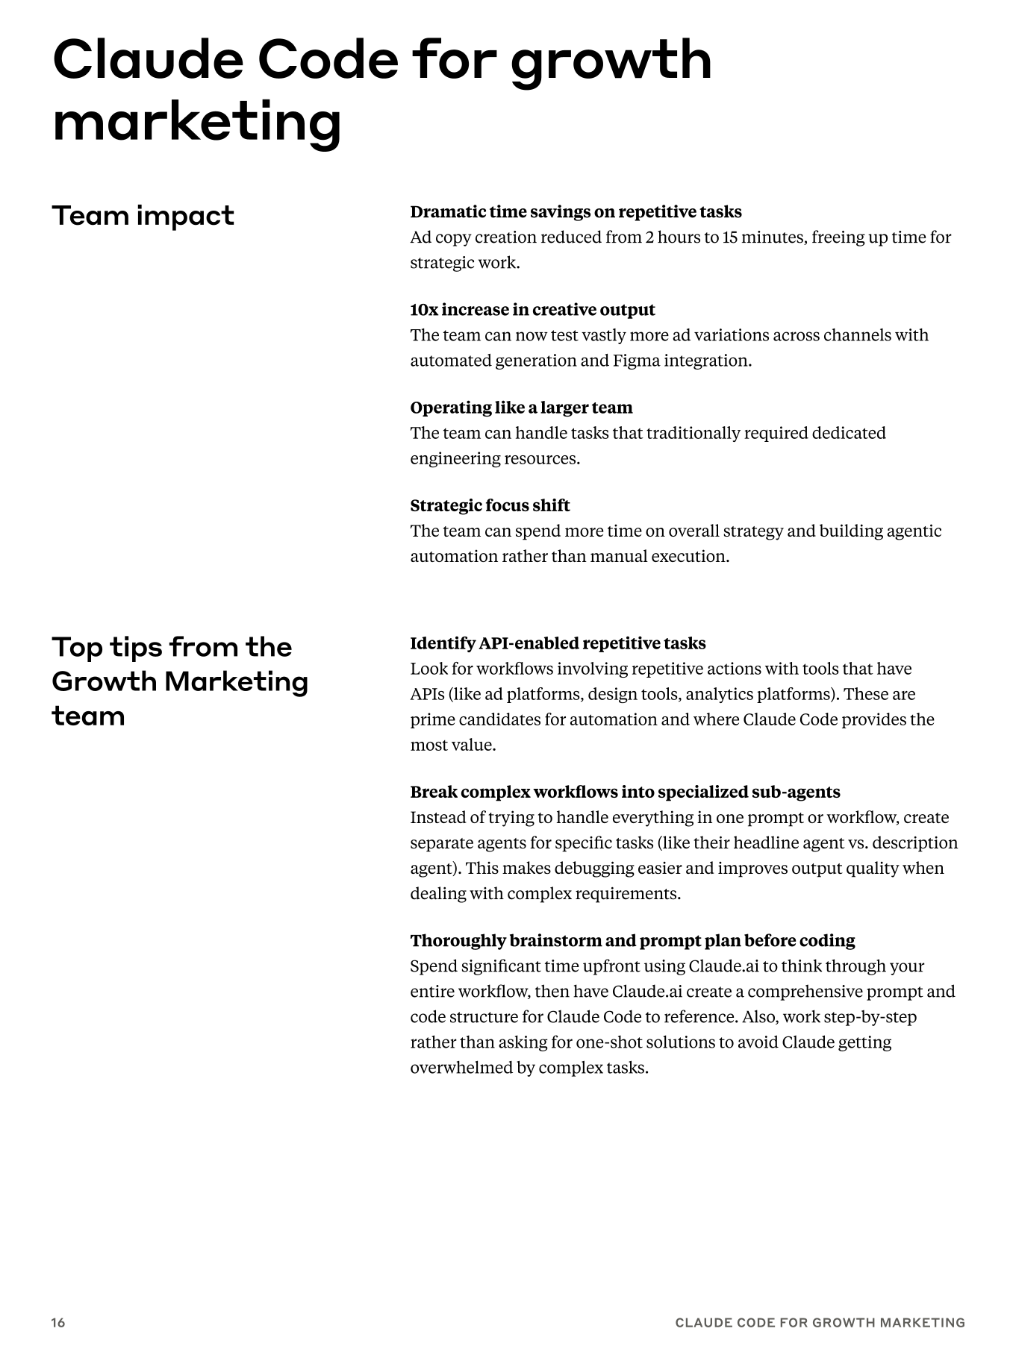 Claude Code for growth
marketing
Team impact
Dramatic time savings on repetitive tasks
Ad copy creation reduced from 2 hours to 15 minutes, freeing up time for
strategic work.
10x increase in creative output
The team can now test vastly more ad variations across channels with
automated generation and Figma integration.
Operating like a larger team
The team can handle tasks that traditionally required dedicated
engineering resources.
Strategic focus shift
The team can spend more time on overall strategy and building agentic
automation rather than manual execution.
Top tips from the
Growth Marketing
team
Identify API-enabled repetitive tasks
Look for workflows involving repetitive actions with tools that have
APIs (like ad platforms, design tools, analytics platforms). These are
prime candidates for automation and where Claude Code provides the
most value.
Break complex workflows into specialized sub-agents
Instead of trying to handle everything in one prompt or workflow, create
separate agents for specific tasks (like their headline agent vs. description
agent). This makes debugging easier and improves output quality when
dealing with complex requirements.
Thoroughly brainstorm and prompt plan before coding
Spend significant time upfront using Claude.ai to think through your
entire workflow, then have Claude.ai create a comprehensive prompt and
code structure for Claude Code to reference. Also, work step-by-step
rather than asking for one-shot solutions to avoid Claude getting
overwhelmed by complex tasks.
16
CLAUDE CODE FOR GROWTH MARKETING